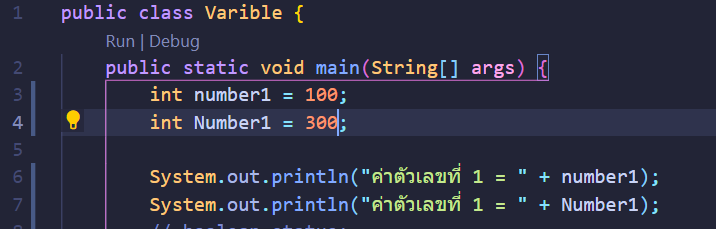 1 public class Varible {
Run | Debug
2 public static void main(String[] args) {
3 int number1 = 100;
4 int Number1 = 300;
5
6 System.out.println("ค่าตัวเลขที่ 1 = " + number1);
7 System.out.println("ค่าตัวเลขที่ 1 = " + Number1);